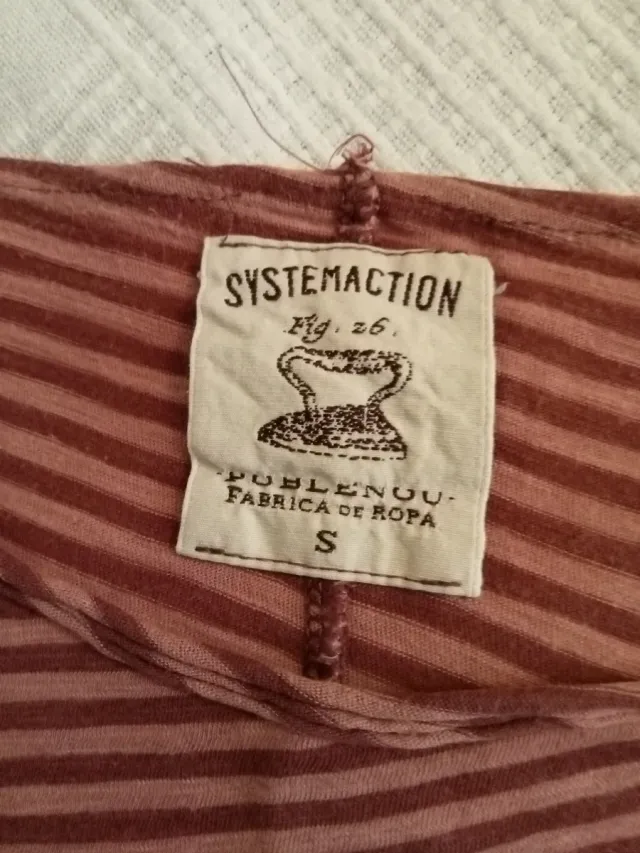 SYSTEMACTION
Fig. 26.
-POBLENOU-
FABRICA DE ROPA
S